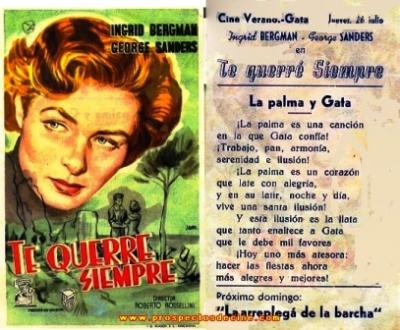 INGRID BERGMAN
GEORGE SANDERS
TE QUERRE
SIEMPRE
DIRECTOR
ROBERTO ROSSELLINI
Cine Verano.-Gata Jueves, 26 julio
Ingrid BERGMAN - George SANDERS
en
Te querré Siempre
La palma y Gata
¡La palma es una canción
en la que Gata confía!
¡Trabajo, pan, armonía,
serenidad e ilusión!
¡La palma es un corazón
que late con alegría,
y en su latir, noche y día,
vive una santa ilusión!
Y esta ilusión es la llata
que tanto enaltece a Gata
que le debe mil favores
¡Hoy uno más atesora:
hacer las fiestas ahora
más alegres y mejores!
Próximo domingo:
"La arreplegá de la barcha"
www.prospectosdecine.com